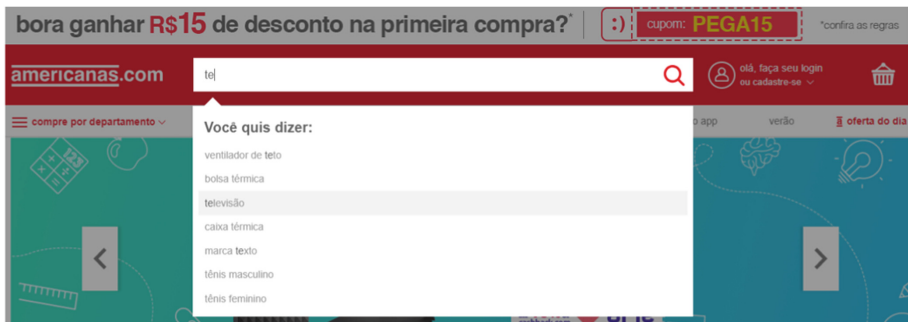 bora ganhar R$15 de desconto na primeira compra?*
:) cupom: PEGA15
*confira as regras
americanas.com
te
olá, faça seu login
ou cadastre-se
compre por departamento
o app
verão
oferta do dia
Você quis dizer:
ventilador de teto
bolsa térmica
televisão
caixa térmica
marca texto
tênis masculino
tênis feminino
123